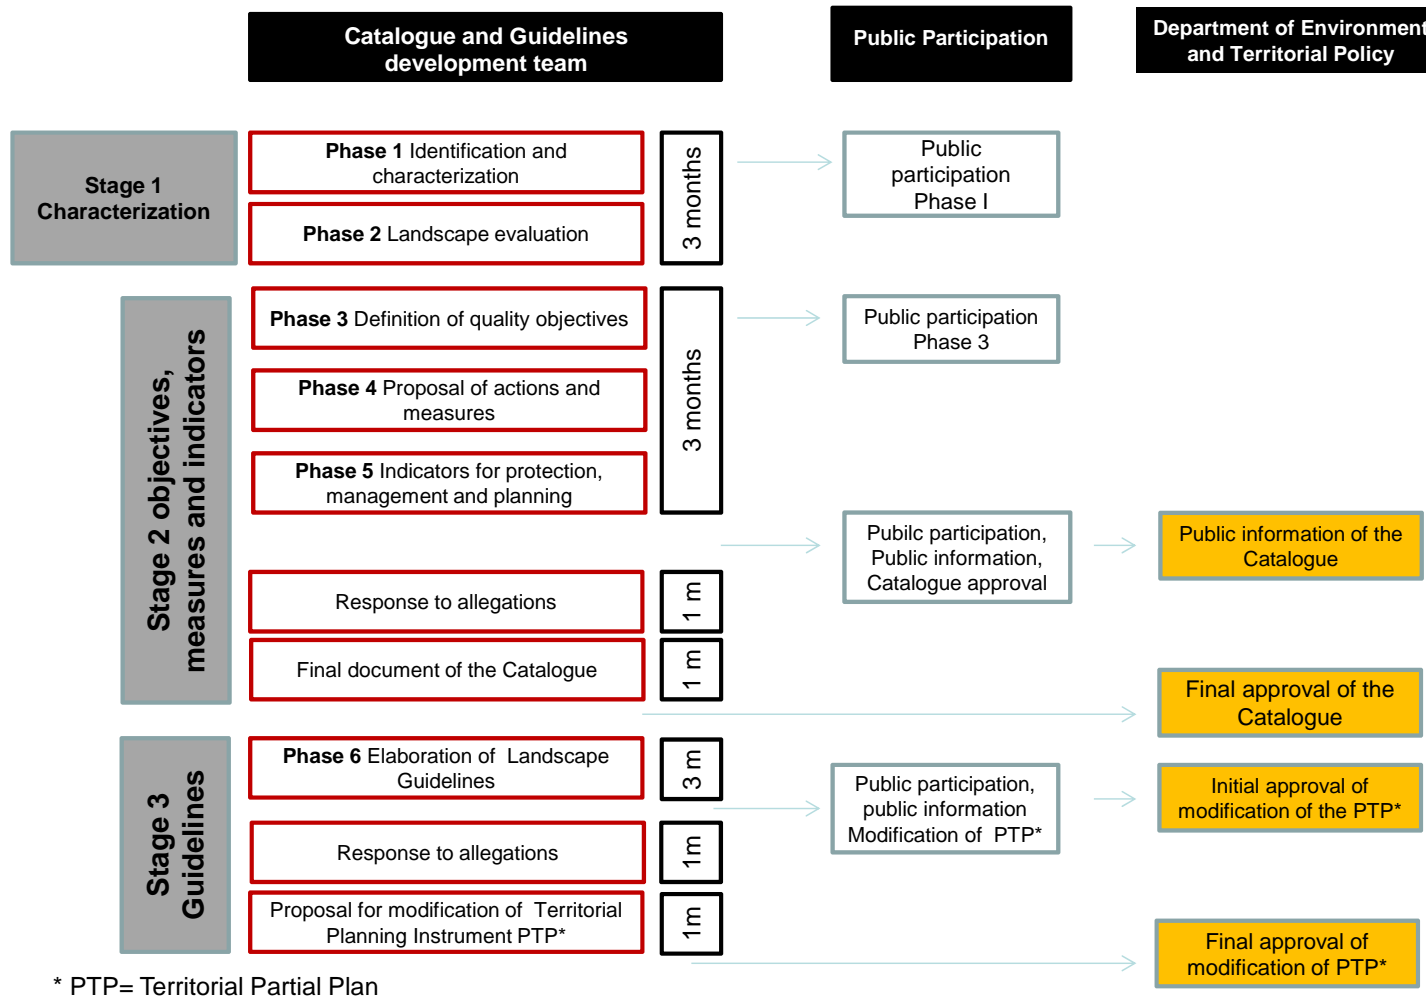 Catalogue and Guidelines
development team
Public Participation
Department of Environment
and Territorial Policy
Stage 1
Characterization
Phase 1 Identification and
characterization
Phase 2 Landscape evaluation
3 months
Public
participation
Phase I
Stage 2 objectives,
measures and indicators
Phase 3 Definition of quality objectives
Phase 4 Proposal of actions and
measures
Phase 5 Indicators for protection,
management and planning
3 months
Public participation
Phase 3
Pubilc participation,
Public information,
Catalogue approval
Public information of the
Catalogue
Response to allegations
1 m
Final document of the Catalogue
1 m
Final approval of the
Catalogue
Stage 3
Guidelines
Phase 6 Elaboration of Landscape
Guidelines
3 m
Public participation,
public information
Modification of PTP*
Initial approval of
modification of the PTP*
Response to allegations
1m
Proposal for modification of Territorial
Planning Instrument PTP*
1m
Final approval of
modification of PTP*
* PTP= Territorial Partial Plan